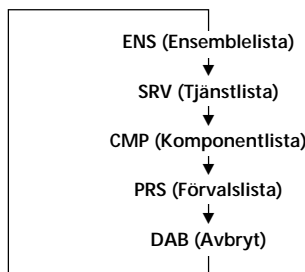 ENS (Ensemblelista)
SRV (Tjänstlista)
CMP (Komponentlista)
PRS (Förvalslista)
DAB (Avbryt)